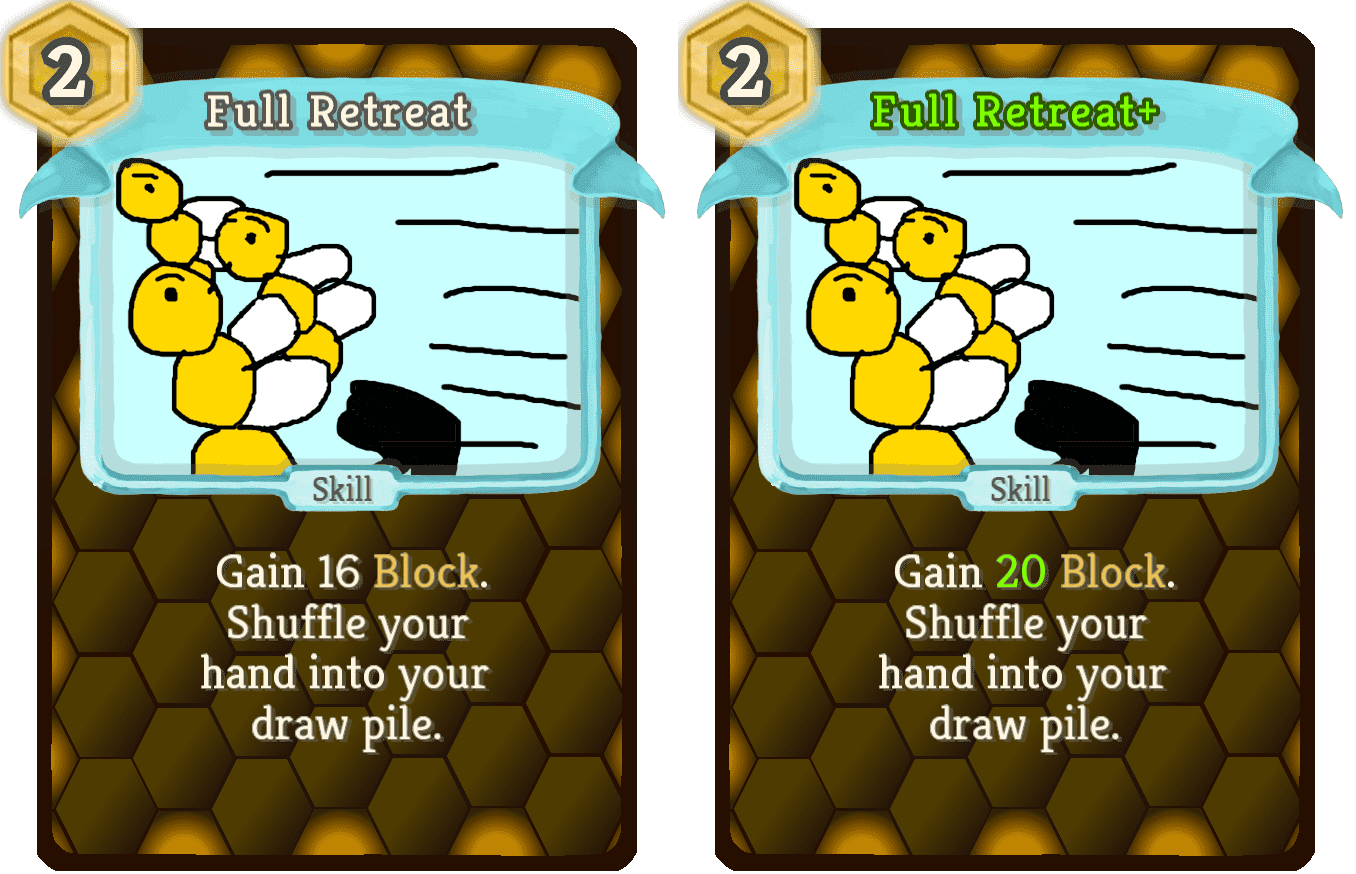 2
Full Retreat
Skill
Gain 16 Block.
Shuffle your
hand into your
draw pile.
2
Full Retreat+
Skill
Gain 20 Block.
Shuffle your
hand into your
draw pile.